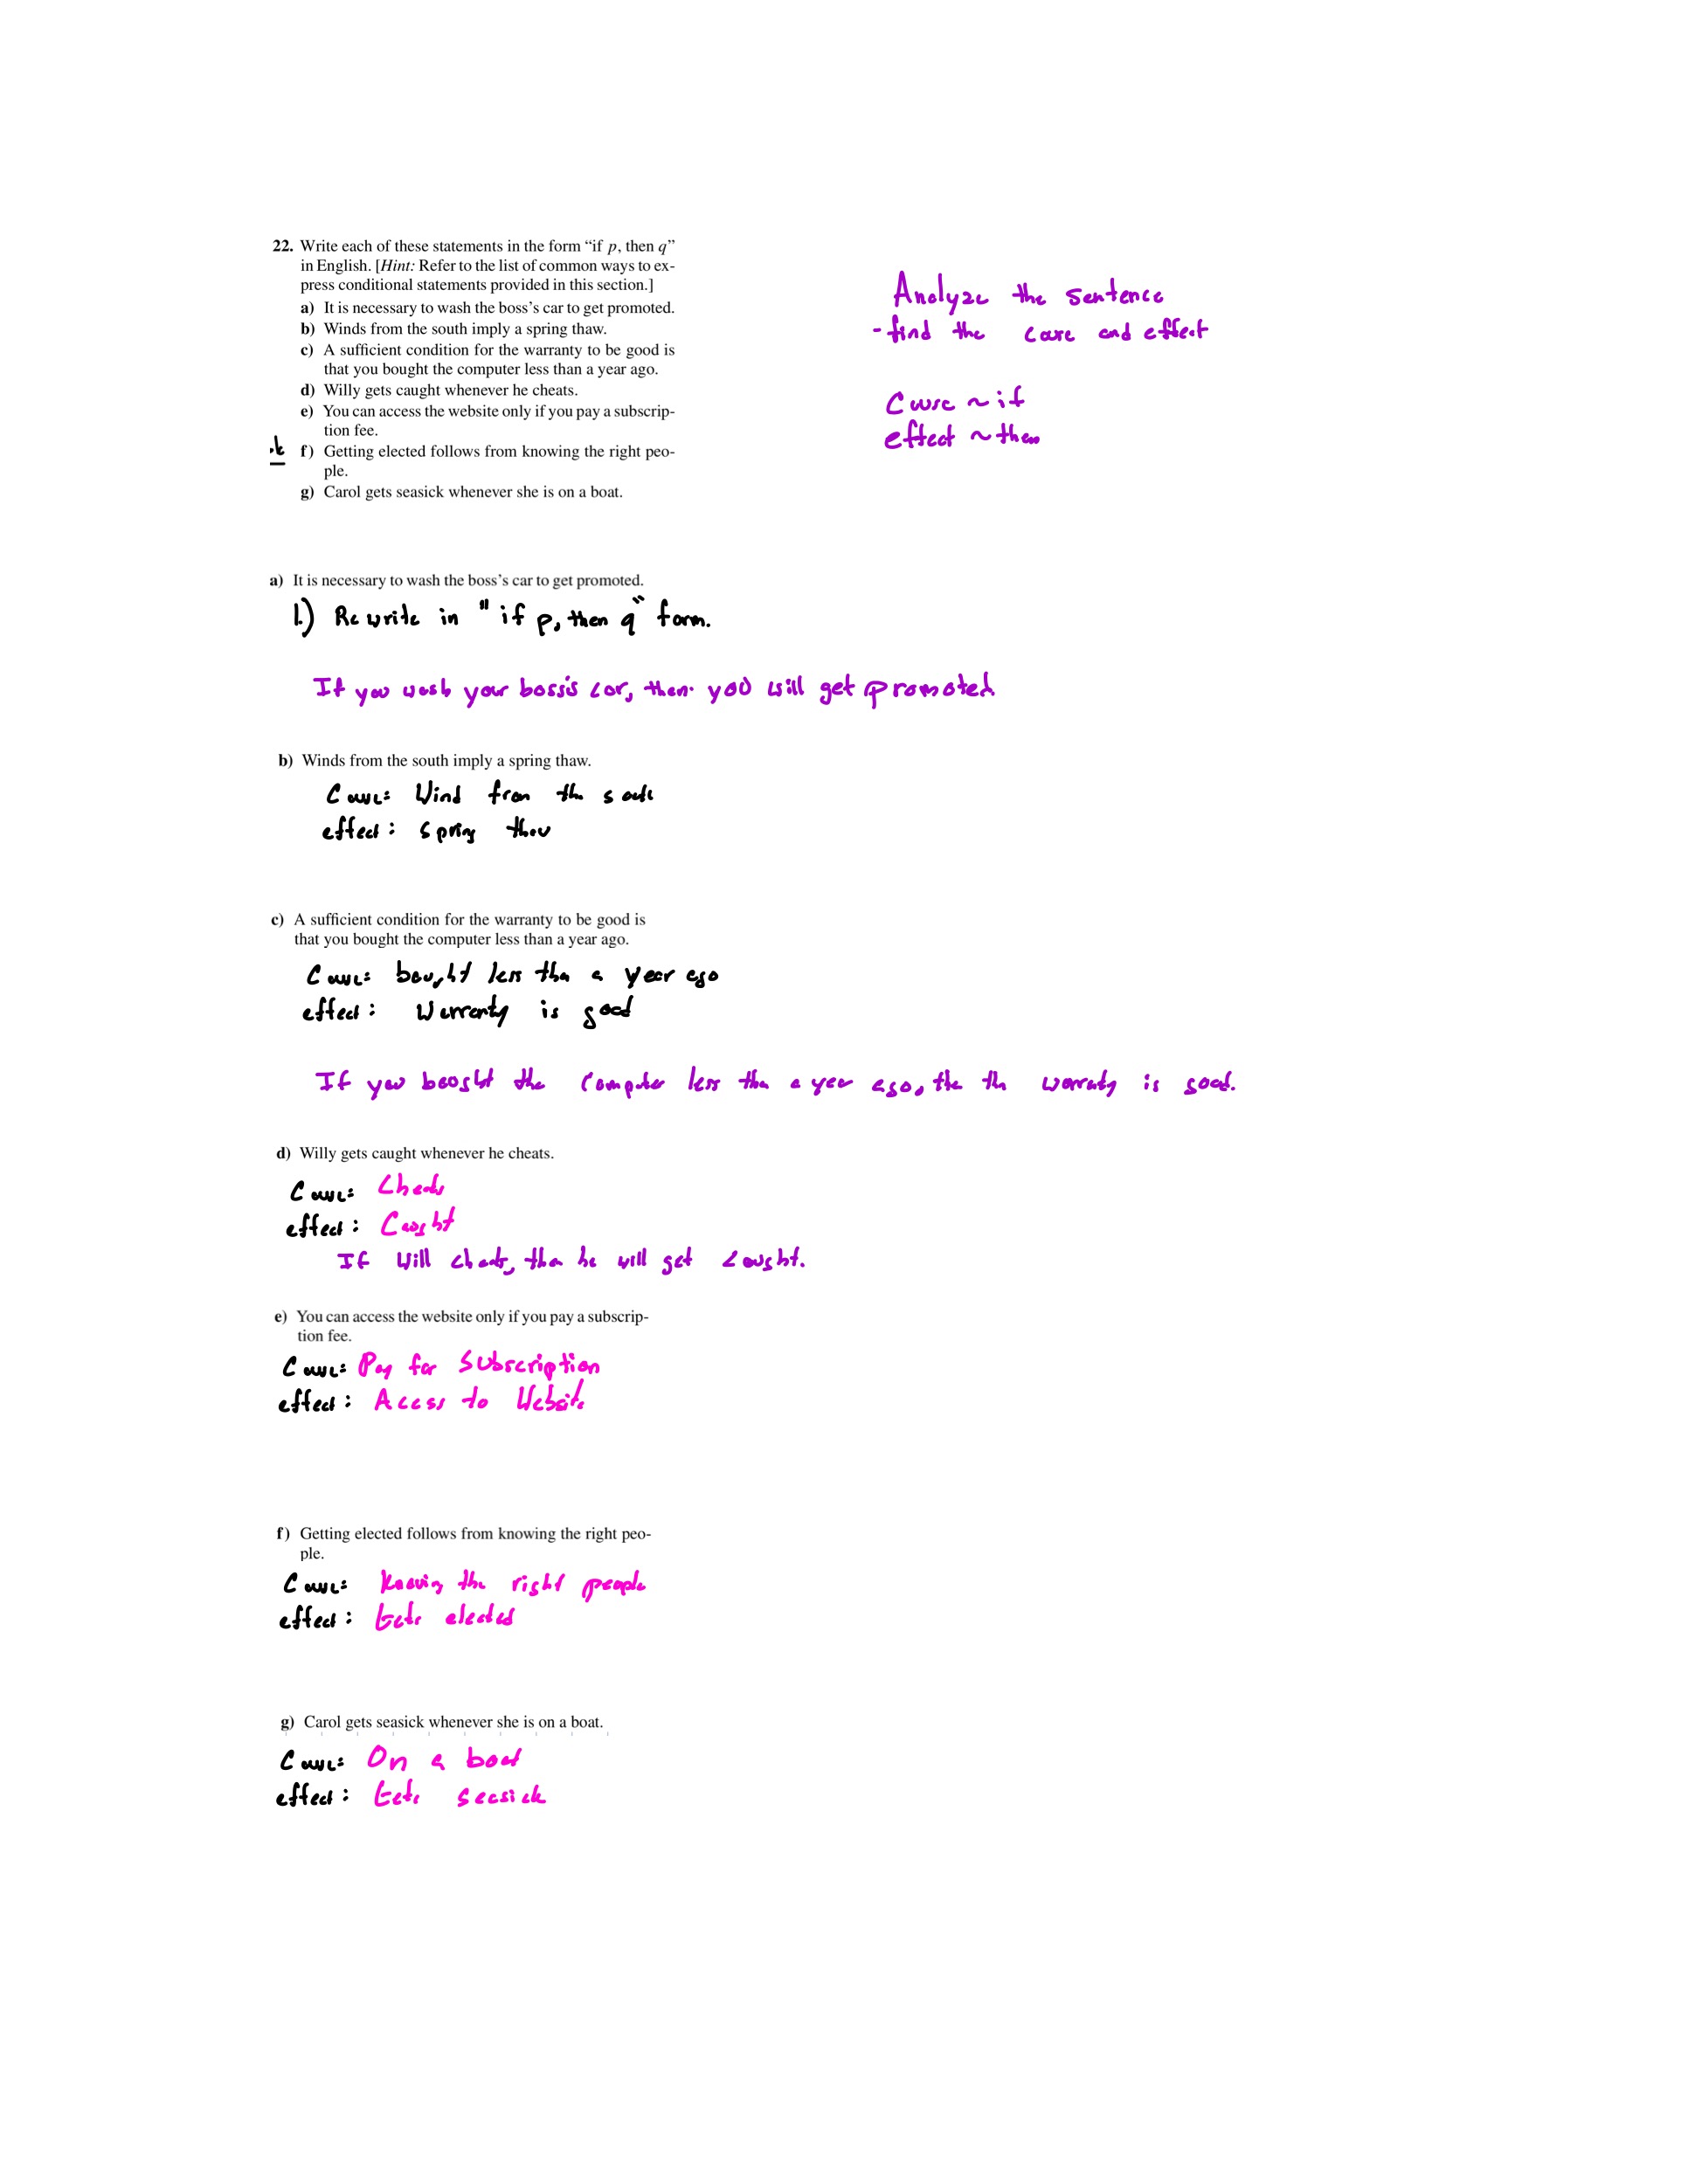 22. Write each of these statements in the form “if p, then q”
in English. [Hint: Refer to the list of common ways to ex-
press conditional statements provided in this section.]
a) It is necessary to wash the boss’s car to get promoted.
b) Winds from the south imply a spring thaw.
c) A sufficient condition for the warranty to be good is
that you bought the computer less than a year ago.
d) Willy gets caught whenever he cheats.
e) You can access the website only if you pay a subscrip-
tion fee.
f) Getting elected follows from knowing the right peo-
ple.
g) Carol gets seasick whenever she is on a boat.
Analyze the sentence
- find the cause and effect
Cause ~ if
effect ~ then
a) It is necessary to wash the boss’s car to get promoted.
1.) Rewrite in "if p, then q" form.
If you wash your boss's car, then you will get promoted
b) Winds from the south imply a spring thaw.
Cause: Wind from the south
effect: Spring thaw
c) A sufficient condition for the warranty to be good is
that you bought the computer less than a year ago.
Cause: bought less than a year ago
effect: Warranty is good
If you bought the computer less than a year ago, the the warranty is good.
d) Willy gets caught whenever he cheats.
Cause: Cheats
effect: Caught
If Will cheats, then he will get caught.
e) You can access the website only if you pay a subscrip-
tion fee.
Cause: Pay for Subscription
effect: Access to Website
f) Getting elected follows from knowing the right peo-
ple.
Cause: Knowing the right people
effect: Gets elected
g) Carol gets seasick whenever she is on a boat.
Cause: On a boat
effect: Gets seasick